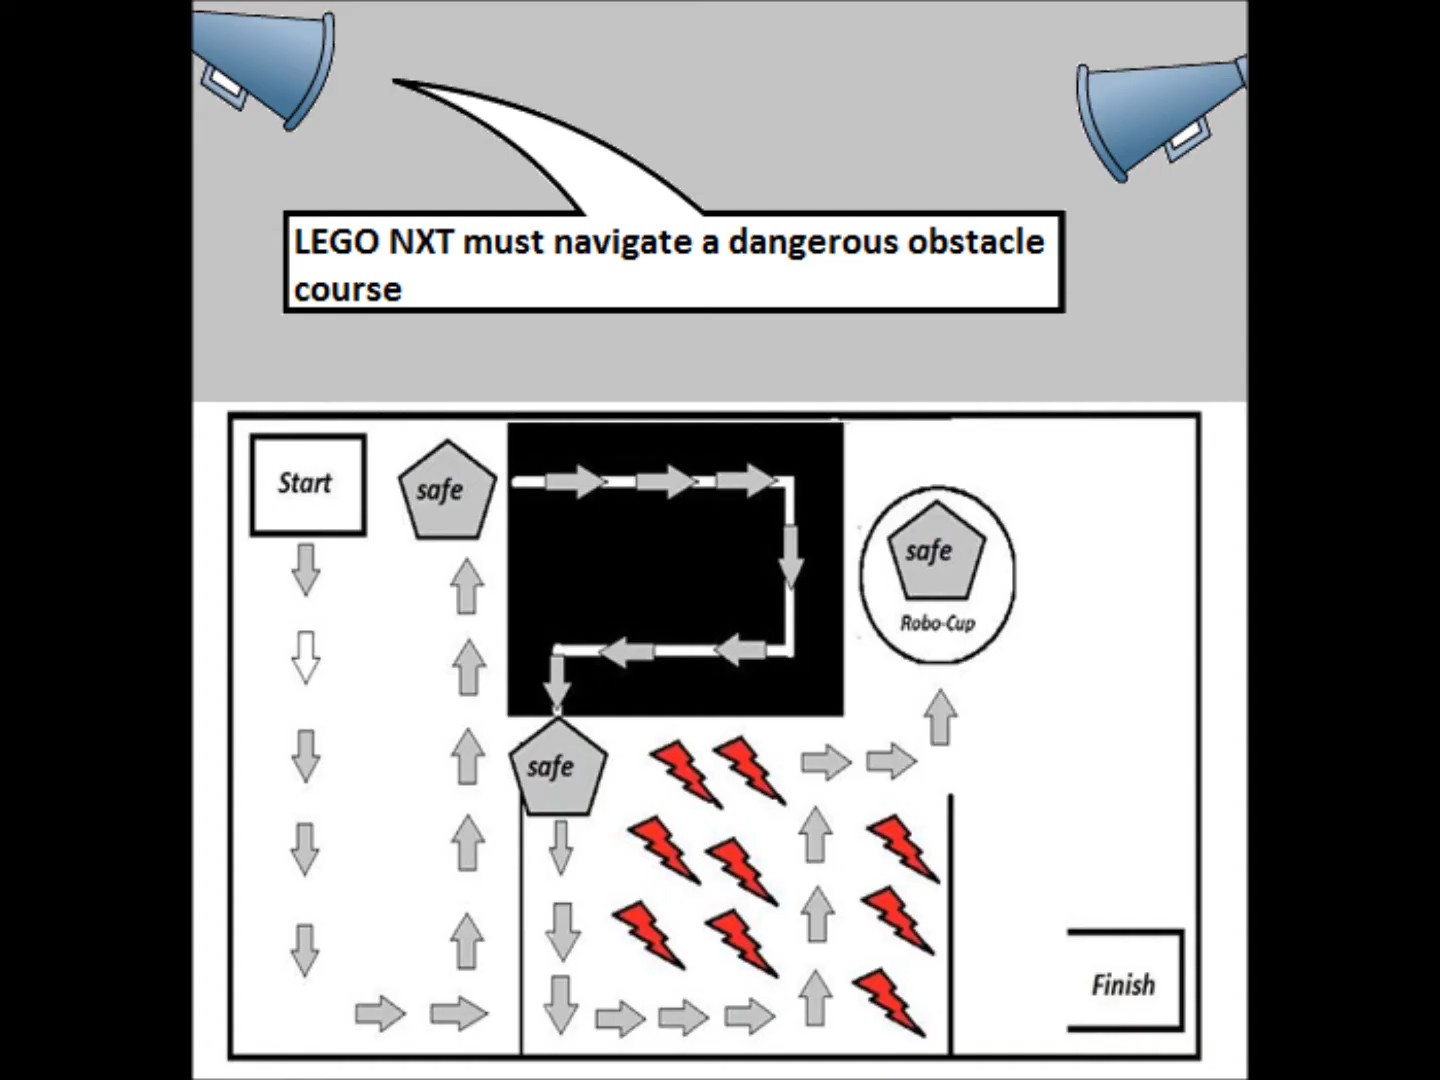 LEGO NXT must navigate a dangerous obstacle
course
Start
safe
safe
Robo-Cup
safe
Finish